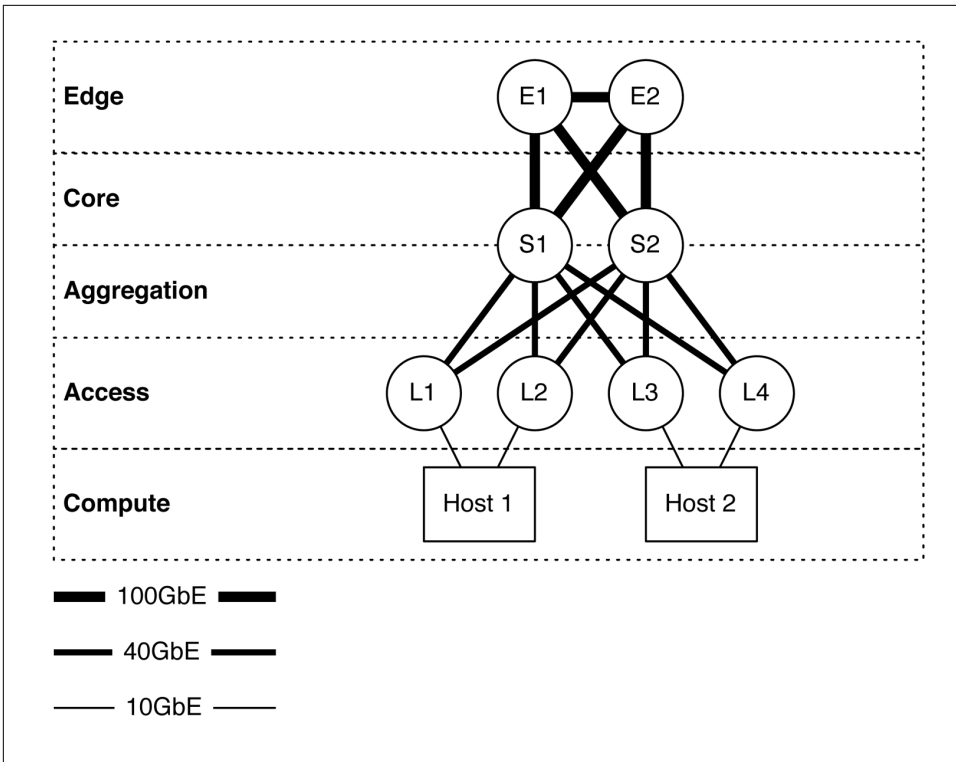 Edge
E1
E2
Core
S1
S2
Aggregation
Access
L1
L2
L3
L4
Compute
Host 1
Host 2
100GbE
40GbE
10GbE